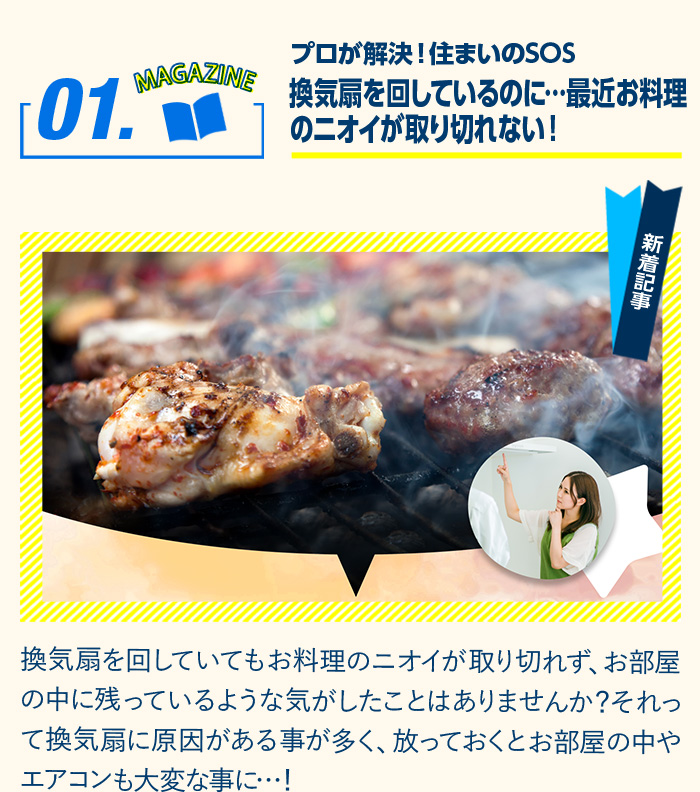 01.
MAGAZINE
プロが解決！住まいのSOS
換気扇を回しているのに…最近お料理
のニオイが取り切れない！
新着記事
換気扇を回していてもお料理のニオイが取り切れず、お部屋
の中に残っているような気がしたことはありませんか？それっ
て換気扇に原因がある事が多く、放っておくとお部屋の中や
エアコンも大変な事に…！